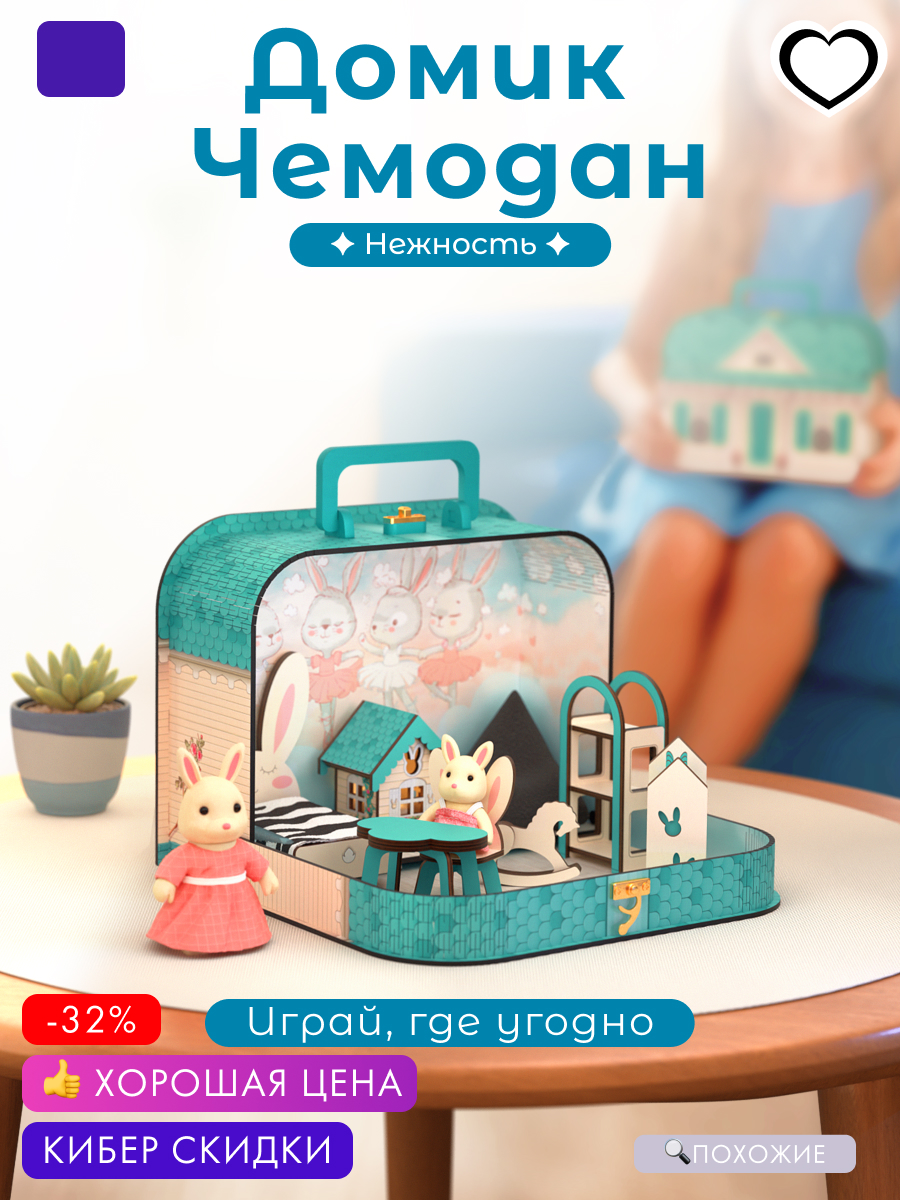 Домик
Чемодан
✦ Нежность ✦
-32%
Играй, где угодно
👍 ХОРОШАЯ ЦЕНА
КИБЕР СКИДКИ
🔍ПОХОЖИЕ